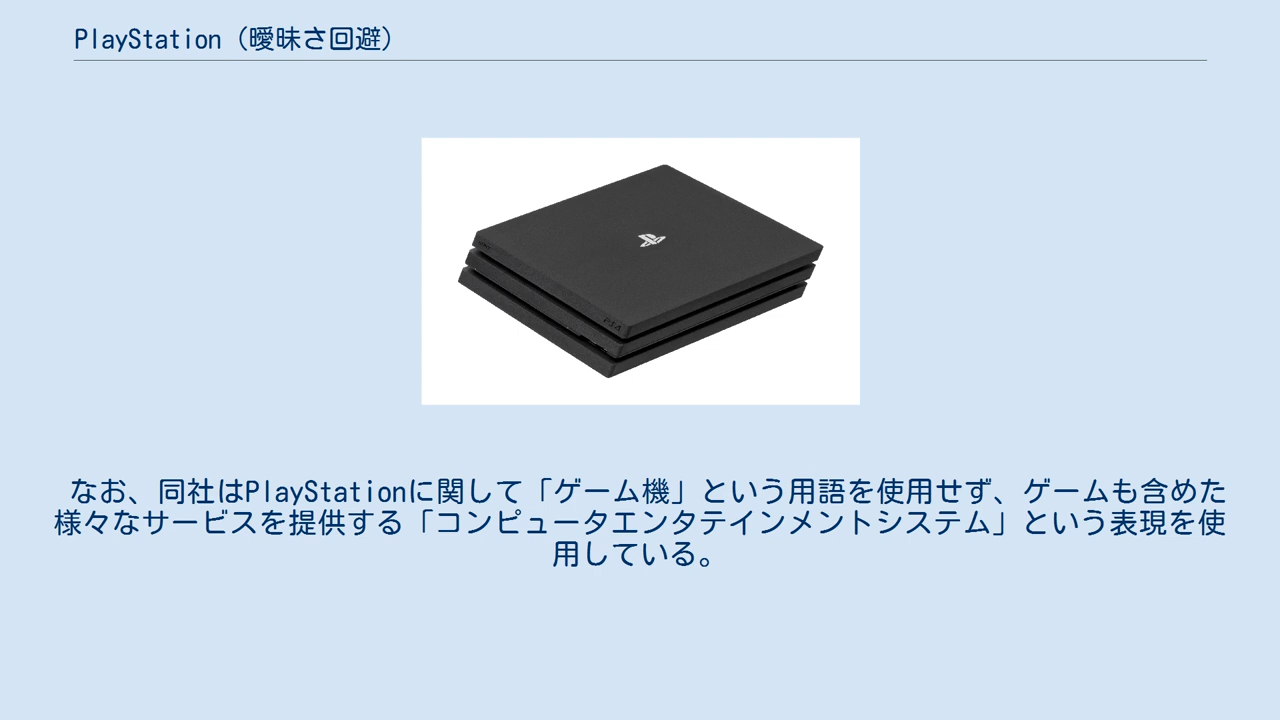 PlayStation (曖昧さ回避)
SONY
PS4
なお、同社はPlayStationに関して「ゲーム機」という用語を使用せず、ゲームも含めた
様々なサービスを提供する「コンピュータエンタテインメントシステム」という表現を使
用している。